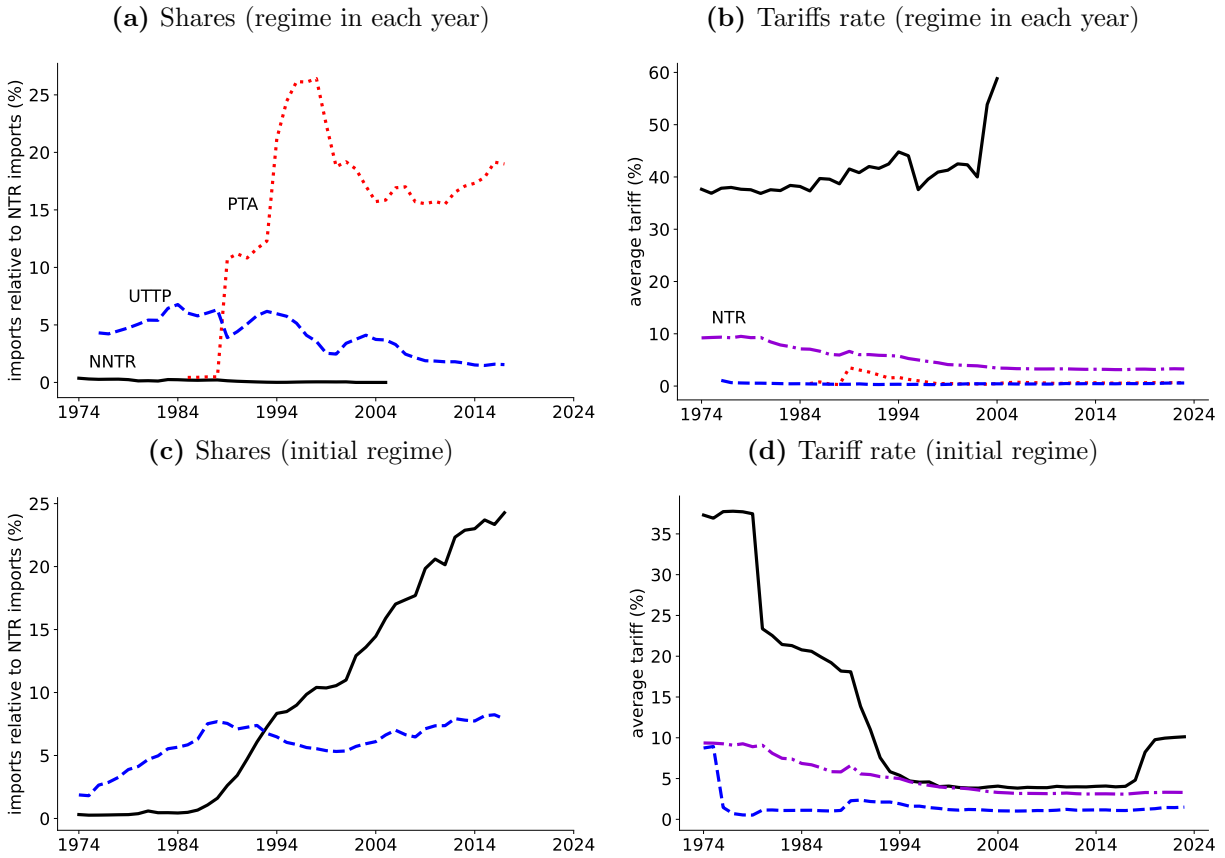 (a) Shares (regime in each year)
imports relative to NTR imports (%)
25
20
15
10
5
0
PTA
UTTP
NNTR
1974 1984 1994 2004 2014 2024
(b) Tariffs rate (regime in each year)
average tariff (%)
60
50
40
30
20
10
0
NTR
1974 1984 1994 2004 2014 2024
(c) Shares (initial regime)
imports relative to NTR imports (%)
25
20
15
10
5
0
1974 1984 1994 2004 2014 2024
(d) Tariff rate (initial regime)
average tariff (%)
35
30
25
20
15
10
5
0
1974 1984 1994 2004 2014 2024